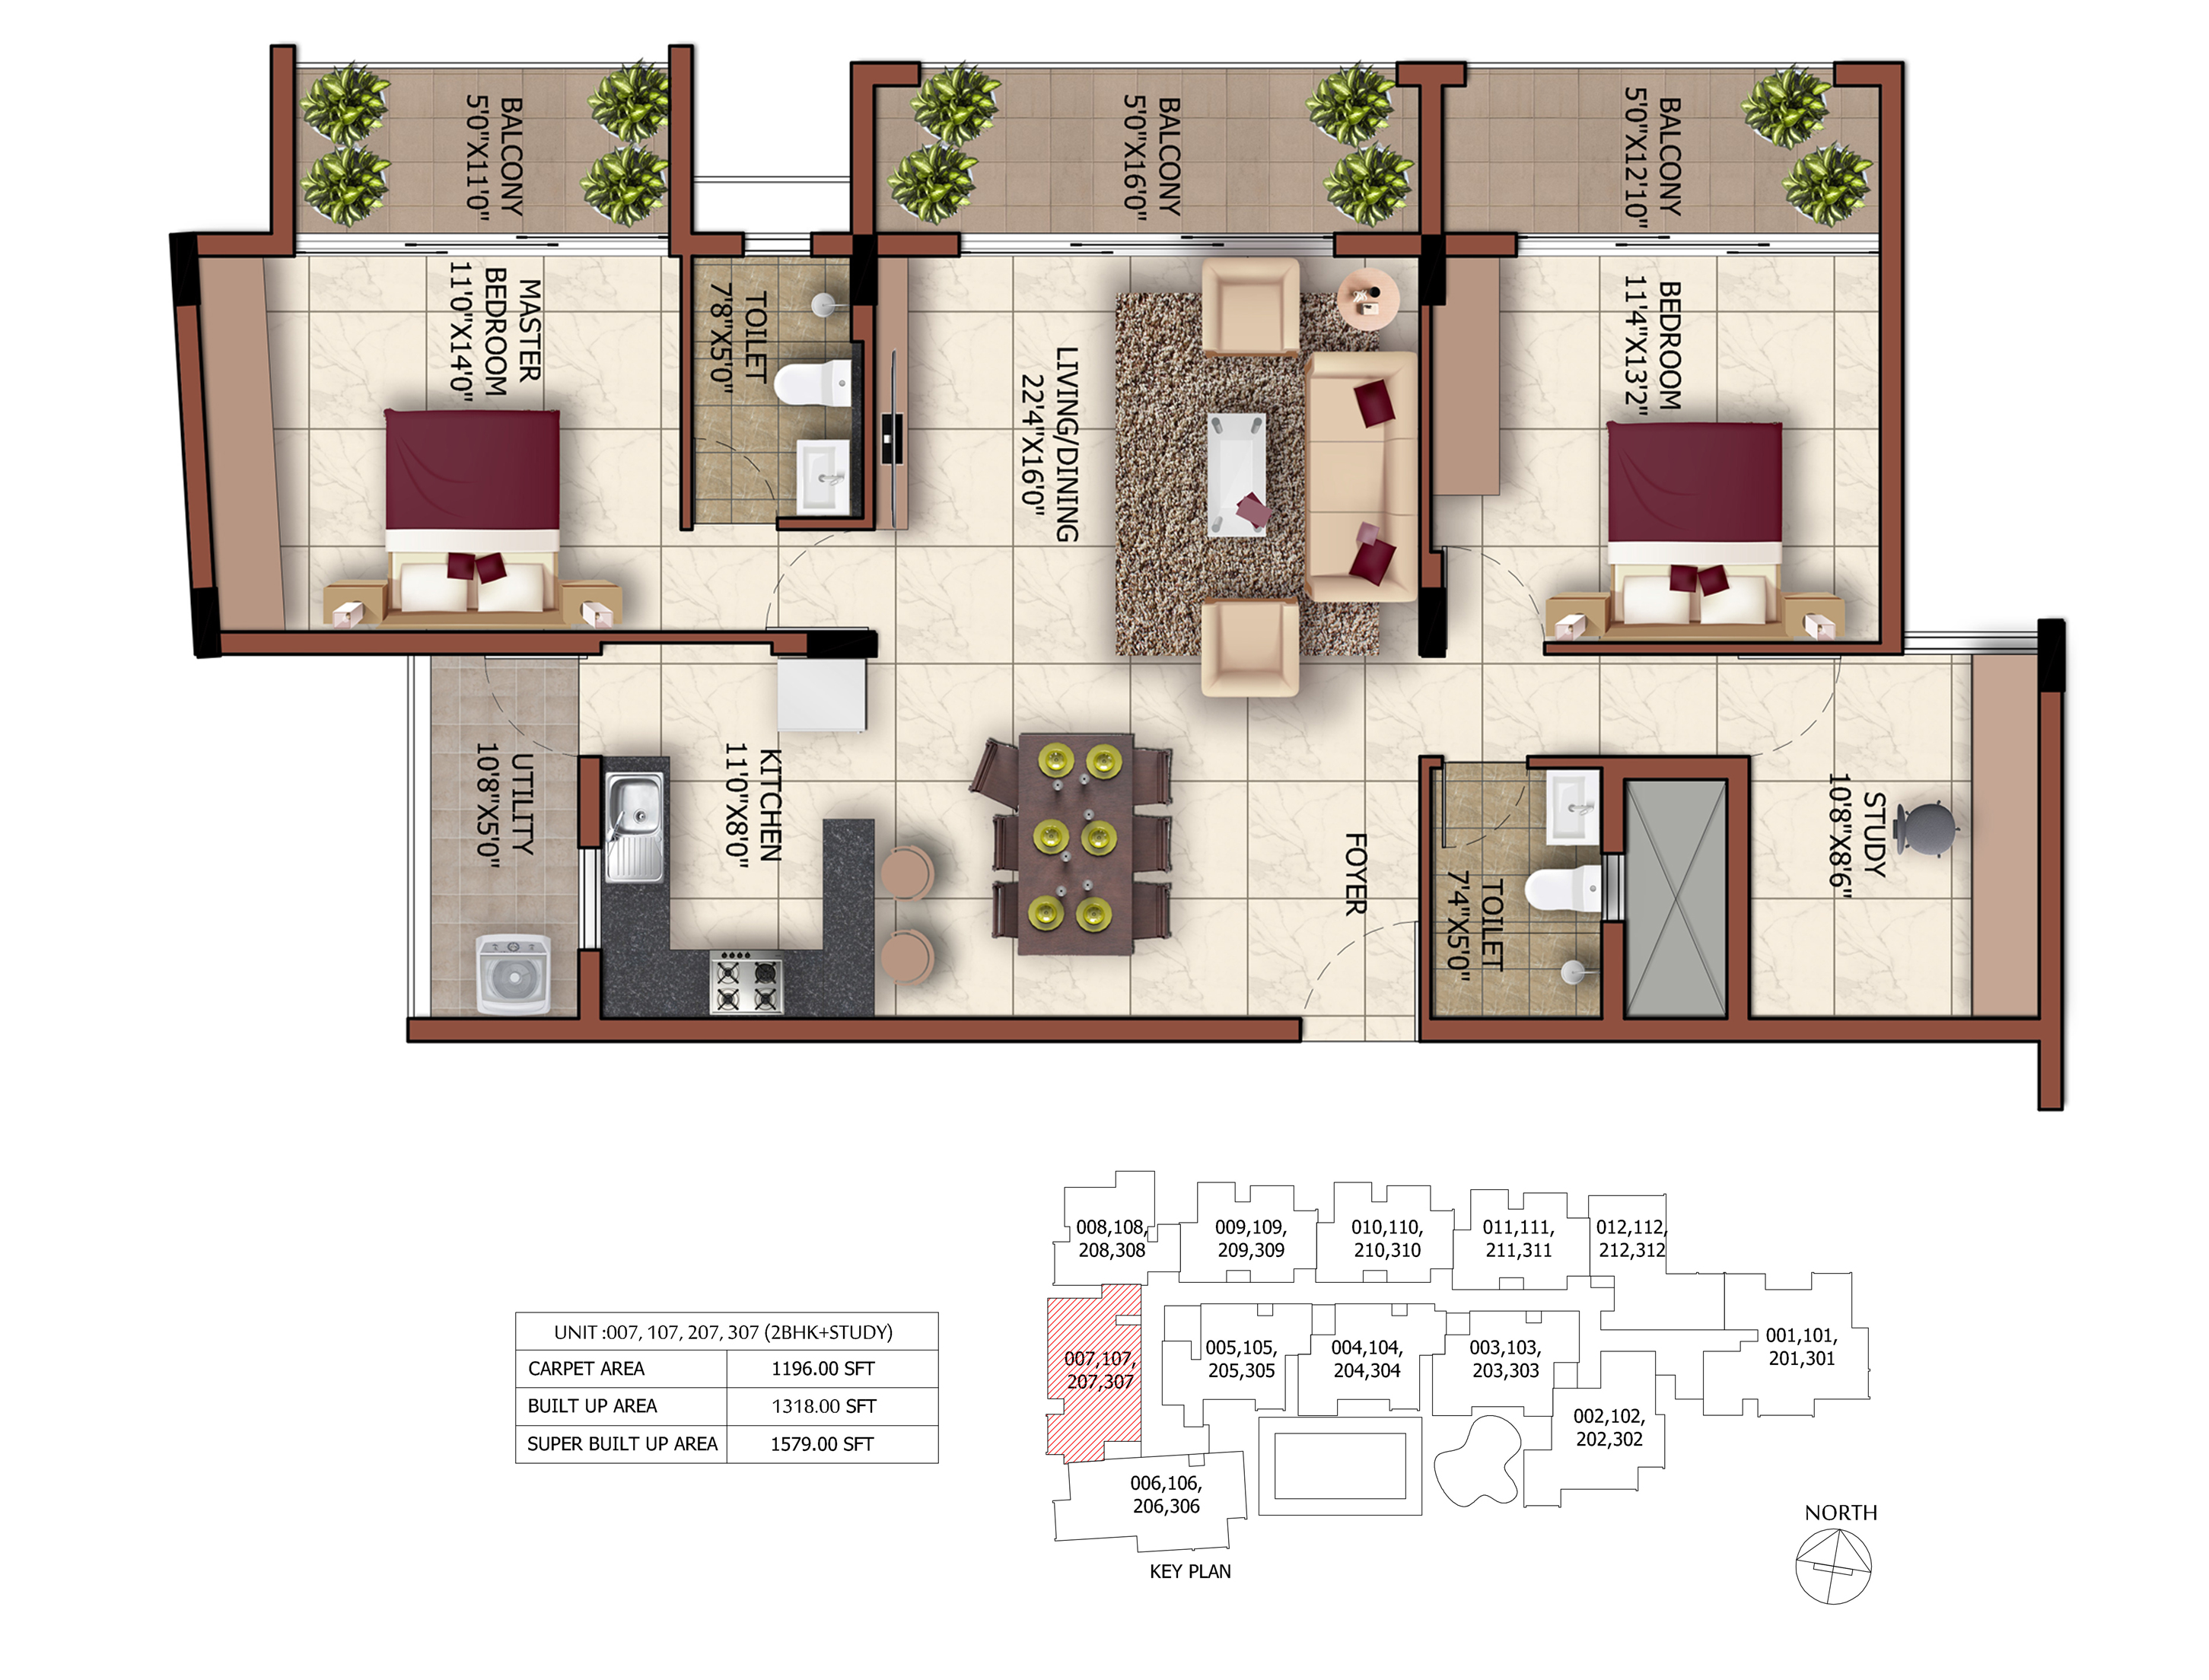 BALCONY
5'0"X11'0"
BALCONY
5'0"X16'0"
BALCONY
5'0"X12'10"
MASTER
BEDROOM
11'0"X14'0"
TOILET
7'8"X5'0"
LIVING/DINING
22'4"X16'0"
BEDROOM
11'4"X13'2"
UTILITY
10'8"X5'0"
KITCHEN
11'0"X8'0"
FOYER
TOILET
7'4"X5'0"
STUDY
10'8"X8'6"
UNIT :007, 107, 207, 307 (2BHK+STUDY)
CARPET AREA 1196.00 SFT
BUILT UP AREA 1318.00 SFT
SUPER BUILT UP AREA 1579.00 SFT
008,108,
208,308
009,109,
209,309
010,110,
210,310
011,111,
211,311
012,112,
212,312
007,107,
207,307
005,105,
205,305
004,104,
204,304
003,103,
203,303
001,101,
201,301
002,102,
202,302
006,106,
206,306
KEY PLAN
NORTH